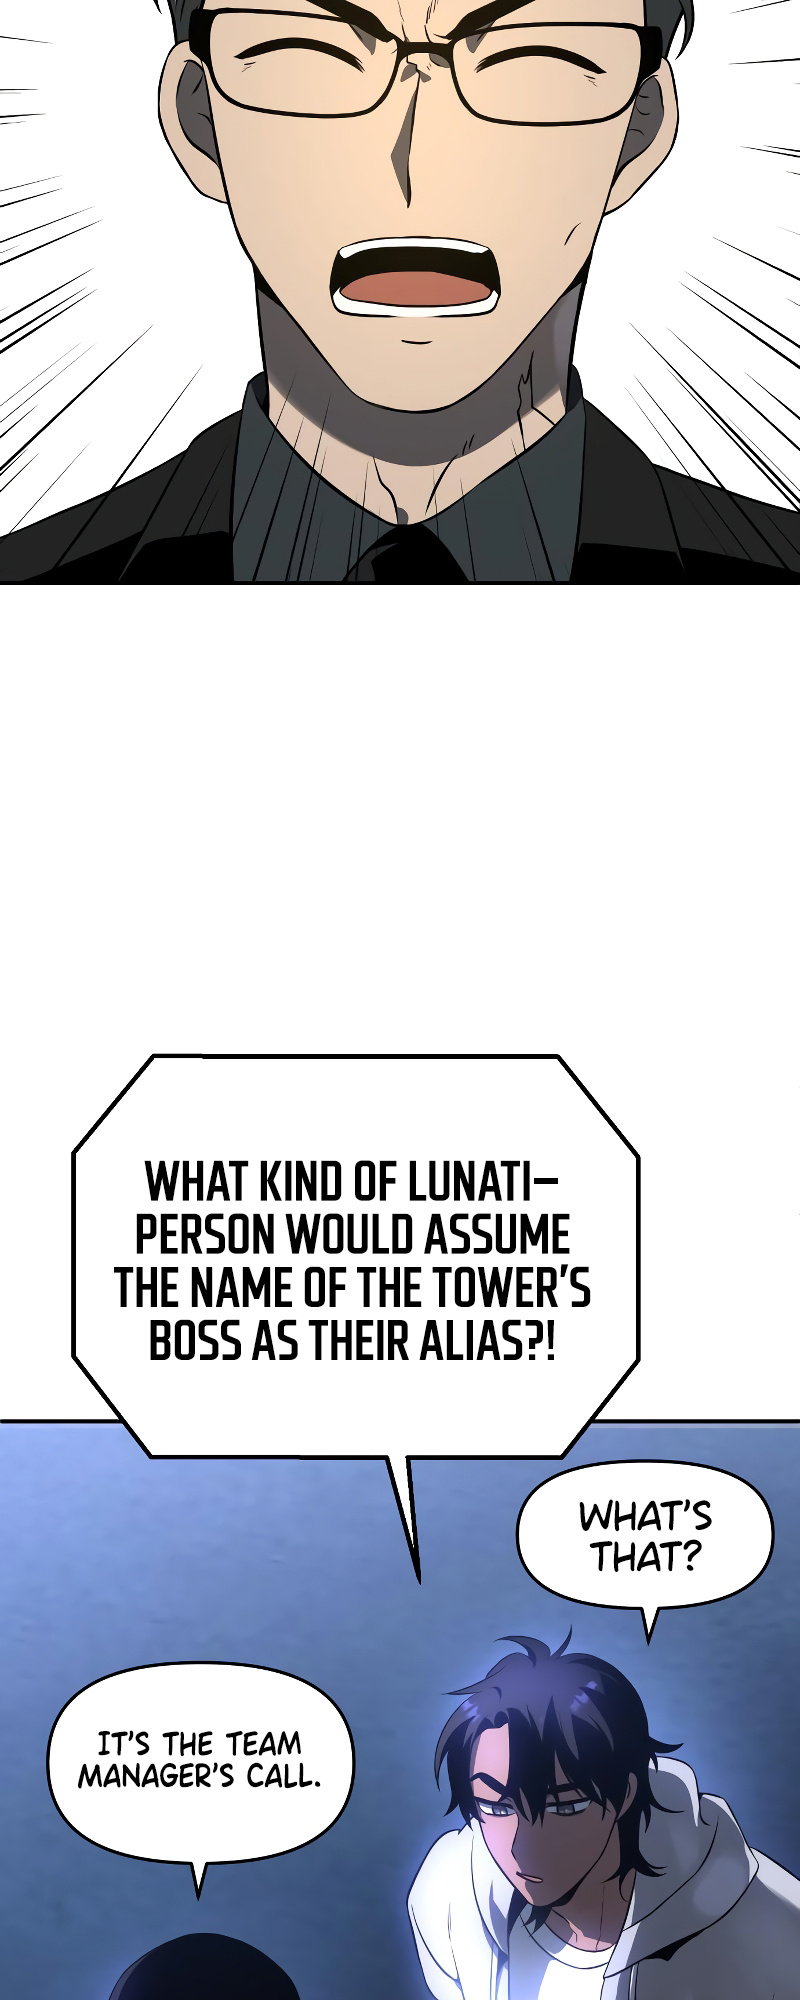 WHAT KIND OF LUNATI–
PERSON WOULD ASSUME
THE NAME OF THE TOWER'S
BOSS AS THEIR ALIAS?!
WHAT'S
THAT?
IT'S THE TEAM
MANAGER'S CALL.